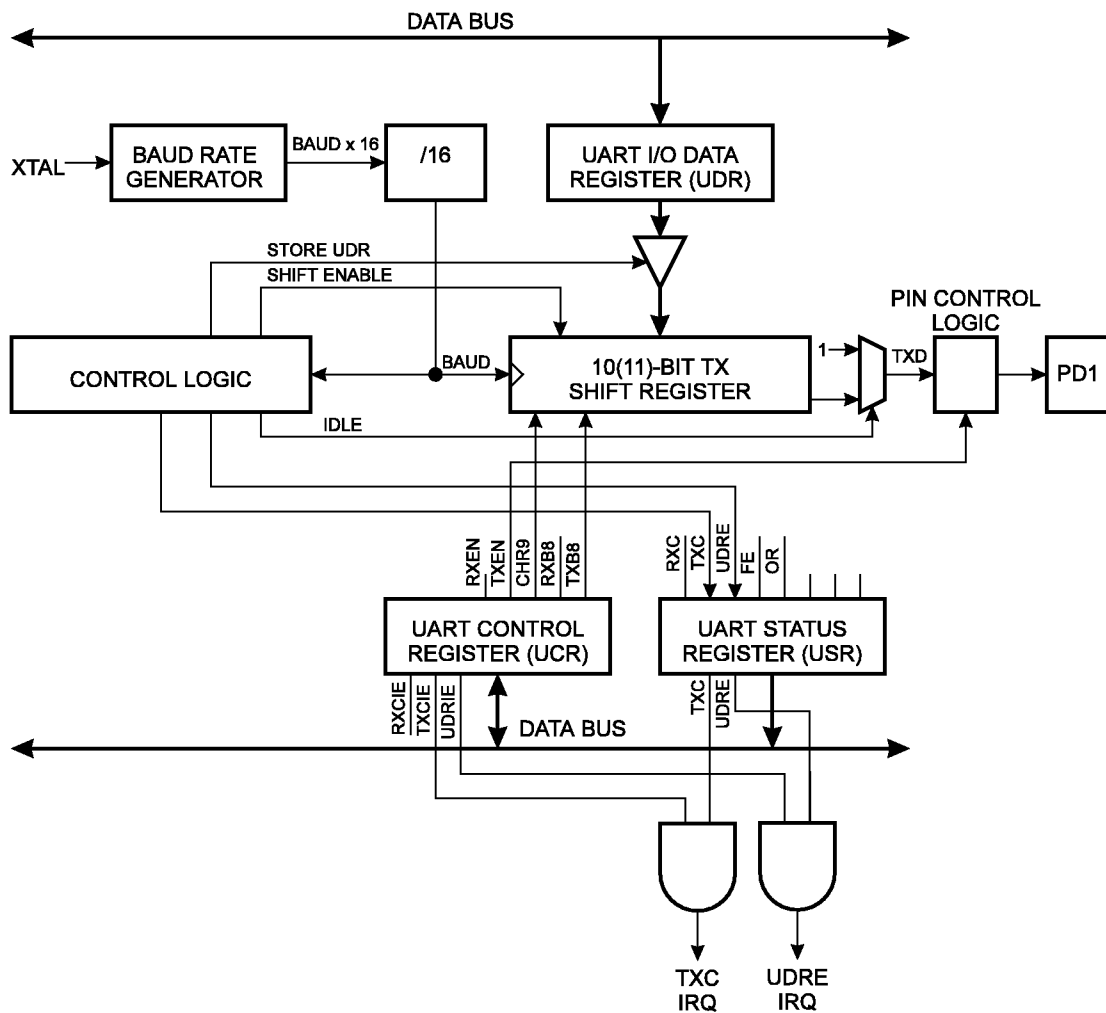 DATA BUS
XTAL
BAUD RATE
GENERATOR
BAUD x 16
/16
UART I/O DATA
REGISTER (UDR)
STORE UDR
SHIFT ENABLE
PIN CONTROL
LOGIC
CONTROL LOGIC
BAUD
10(11)-BIT TX
SHIFT REGISTER
1
TXD
PD1
IDLE
RXEN
TXEN
CHR9
RXB8
TXB8
RXC
TXC
UDRE
FE
OR
UART CONTROL
REGISTER (UCR)
UART STATUS
REGISTER (USR)
RXCIE
TXCIE
UDRIE
TXC
UDRE
DATA BUS
TXC
IRQ
UDRE
IRQ